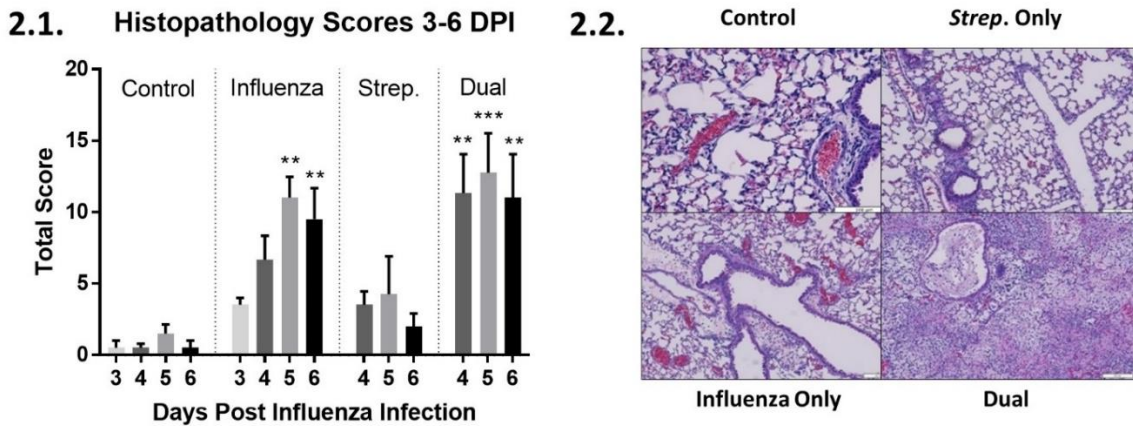 2.1. Histopathology Scores 3-6 DPI
Total Score
20
15
10
5
0
Control Influenza Strep. Dual
** ** ** *** **
3 4 5 6 3 4 5 6 4 5 6 4 5 6
Days Post Influenza Infection
2.2.
Control Strep. Only
Influenza Only Dual